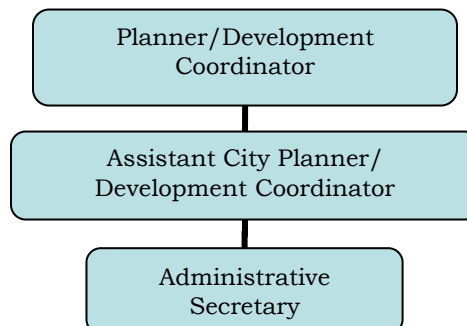 Planner/Development
Coordinator
Assistant City Planner/
Development Coordinator
Administrative
Secretary